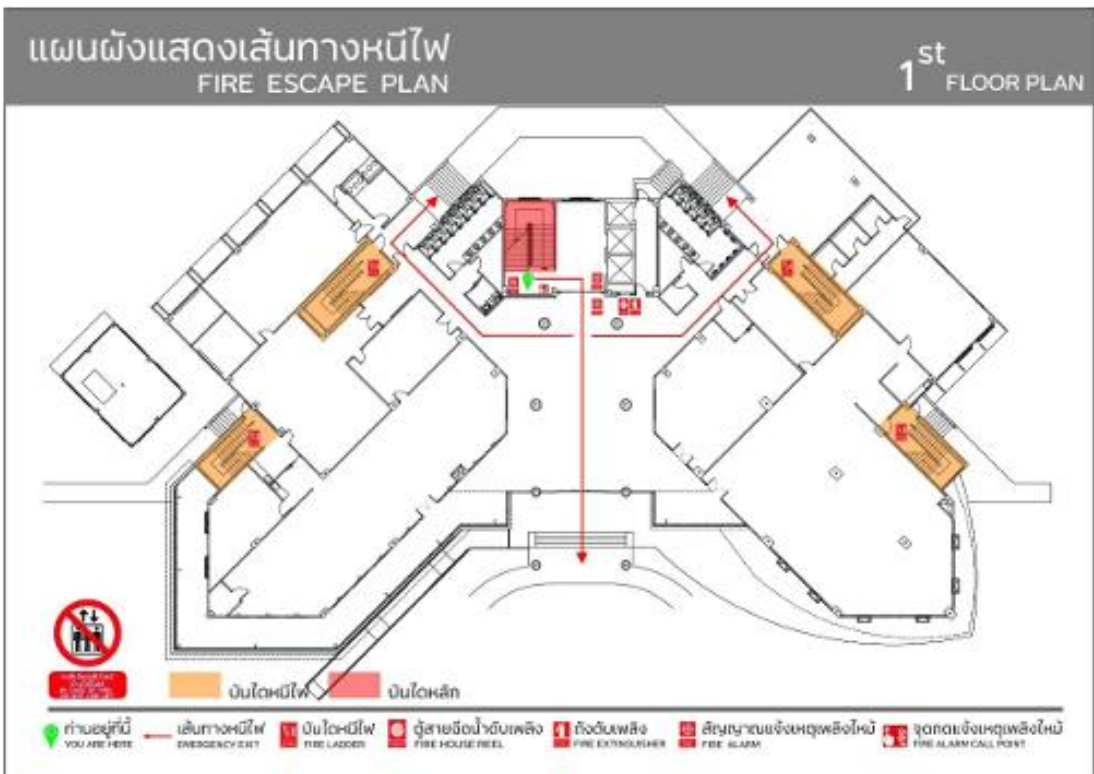 แผนผังแสดงเส้นทางหนีไฟ
FIRE ESCAPE PLAN
1st FLOOR PLAN
บันไดหนีไฟ
บันไดหลัก
ท่านอยู่ที่นี้
YOU ARE HERE
เส้นทางหนีไฟ
EMERGENCY EXIT
บันไดหนีไฟ
FIRE LADDER
ตู้สายฉีดน้ำดับเพลิง
FIRE HOUSE REEL
ถังดับเพลิง
FIRE EXTINGUISHER
สัญญาณแจ้งเหตุเพลิงไหม้
FIRE ALARM
จุดกดแจ้งเหตุเพลิงไหม้
FIRE ALARM CALL POINT